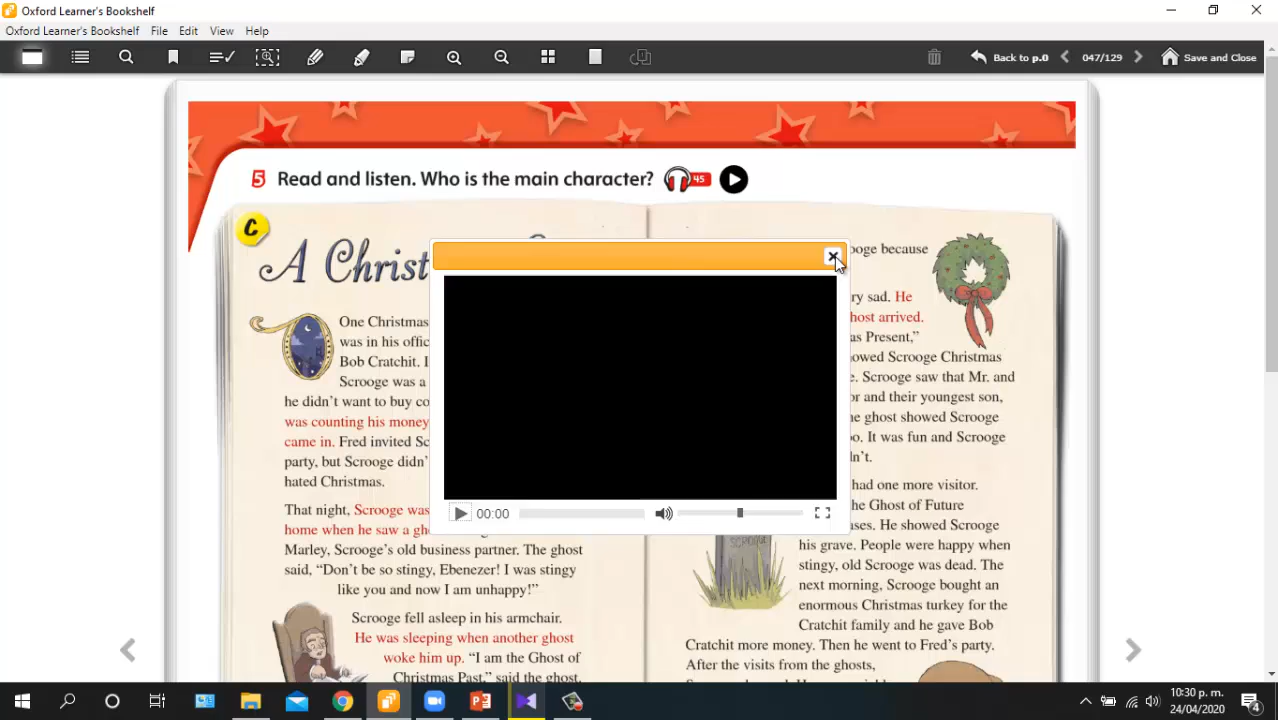 Oxford Learner's Bookshelf
Oxford Learner's Bookshelf File Edit View Help
Back to p.0 047/129 Save and Close
5 Read and listen. Who is the main character? 45
C
A Christ
One Christmas
was in his offic
Bob Cratchit. I
Scrooge was a
he didn't want to buy co
was counting his money
came in. Fred invited Sc
party, but Scrooge didn'
hated Christmas.
That night, Scrooge was
home when he saw a gh
Marley, Scrooge's old business partner. The ghost
said, "Don't be so stingy, Ebenezer! I was stingy
like you and now I am unhappy!"
Scrooge fell asleep in his armchair.
He was sleeping when another ghost
woke him up. "I am the Ghost of
Christmas Past," said the ghost.
00:00
ooge because
ry sad. He
host arrived.
as Present,"
owed Scrooge Christmas
e. Scrooge saw that Mr. and
or and their youngest son,
ne ghost showed Scrooge
oo. It was fun and Scrooge
dn't.
had one more visitor.
he Ghost of Future
ases. He showed Scrooge
SCROOGE
his grave. People were happy when
stingy, old Scrooge was dead. The
next morning, Scrooge bought an
enormous Christmas turkey for the
Cratchit family and he gave Bob
Cratchit more money. Then he went to Fred's party.
After the visits from the ghosts,
10:30 p. m.
24/04/2020
4